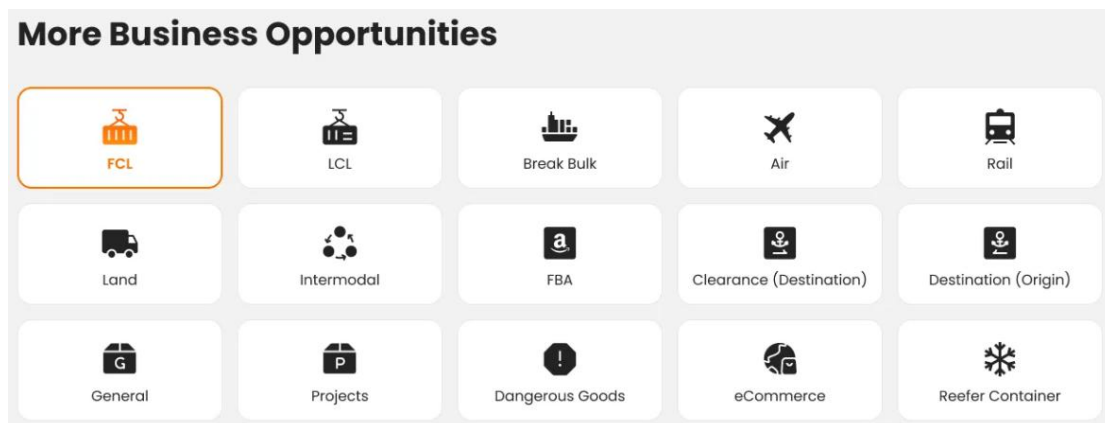 More Business Opportunities
FCL
LCL
Break Bulk
Air
Rail
Land
Intermodal
a
FBA
Clearance (Destination)
Destination (Origin)
G
General
P
Projects
!
Dangerous Goods
eCommerce
Reefer Container